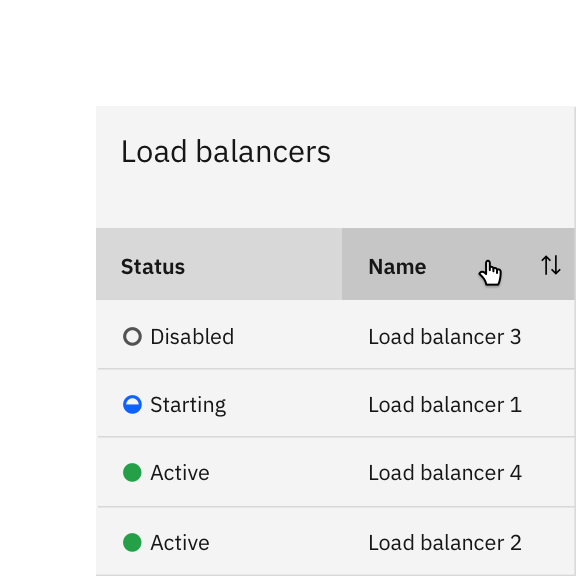 Load balancers
Status Name
Disabled Load balancer 3
Starting Load balancer 1
Active Load balancer 4
Active Load balancer 2